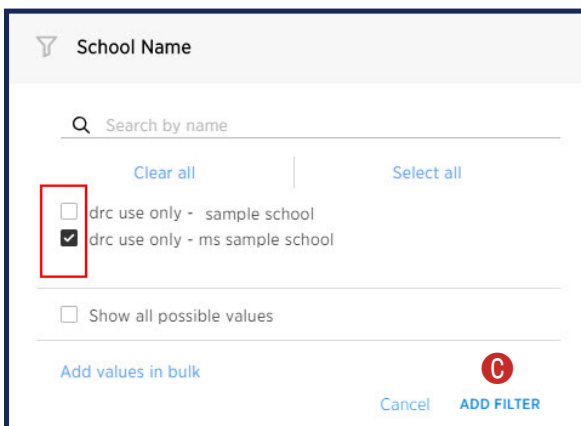 School Name
Search by name
Clear all Select all
drc use only - sample school
drc use only - ms sample school
Show all possible values
Add values in bulk
C
Cancel ADD FILTER